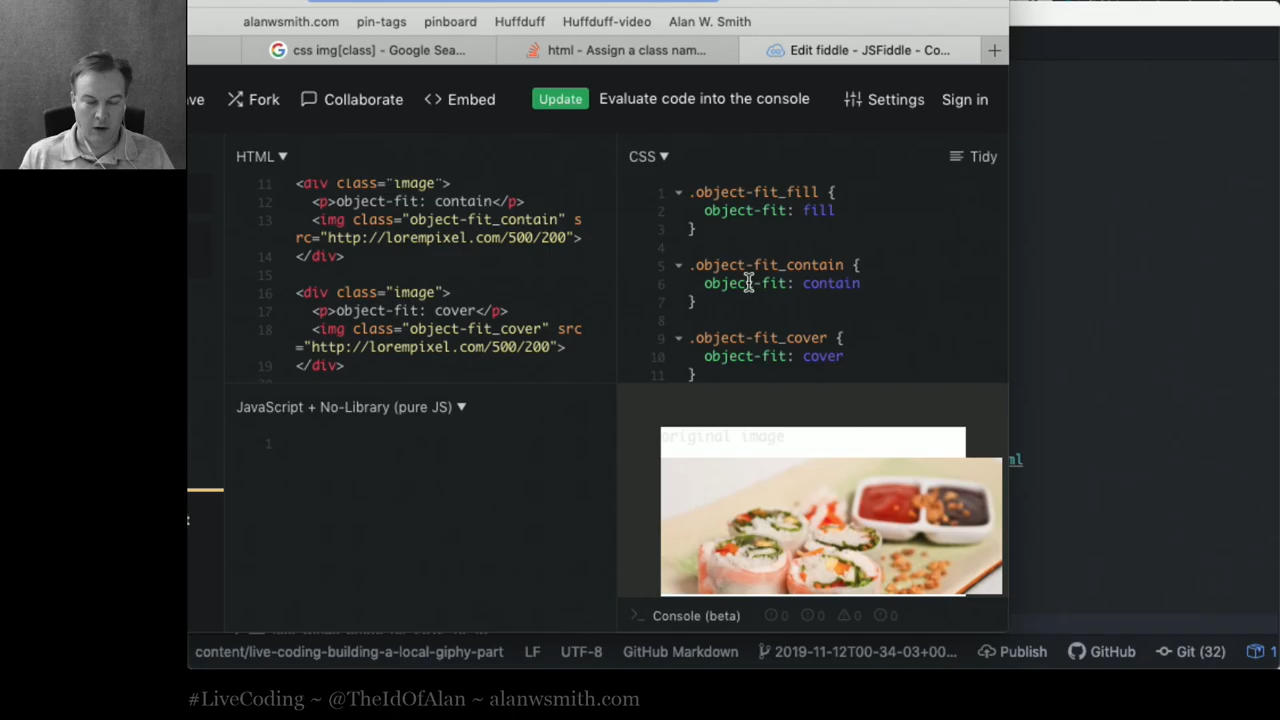 alanwsmith.com pin-tags pinboard Huffduff Huffduff-video Alan W. Smith
css img[class] - Google Sea... html - Assign a class nam... Edit fiddle - JSFiddle - Co... +
ve Fork Collaborate Embed Update Evaluate code into the console Settings Sign in
HTML
11 <div class="image">
12 <p>object-fit: contain</p>
13 <img class="object-fit_contain" s
rc="http://lorempixel.com/500/200">
14 </div>
15
16 <div class="image">
17 <p>object-fit: cover</p>
18 <img class="object-fit_cover" src
="http://lorempixel.com/500/200">
19 </div>
CSS Tidy
1 .object-fit_fill {
2 object-fit: fill
3 }
4
5 .object-fit_contain {
6 object-fit: contain
7 }
8
9 .object-fit_cover {
10 object-fit: cover
11 }
JavaScript + No-Library (pure JS)
1
original image
ml
>_ Console (beta) 0 0 0 0
content/live-coding-building-a-local-giphy-part LF UTF-8 GitHub Markdown 2019-11-12T00-34-03+00... Publish GitHub Git (32) 1
#LiveCoding ~ @TheIdOfAlan ~ alanwsmith.com